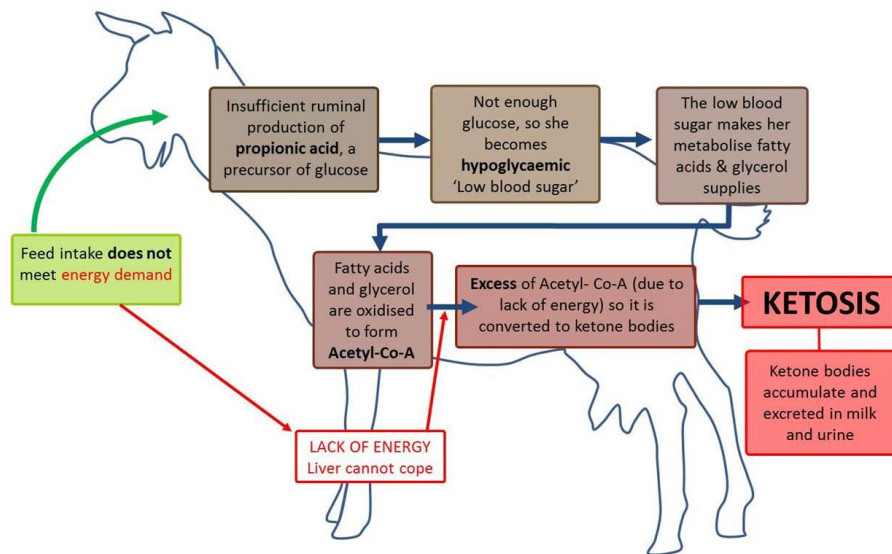 Insufficient ruminal
production of
propionic acid, a
precursor of glucose
Not enough
glucose, so she
becomes
hypoglycaemic
‘Low blood sugar’
The low blood
sugar makes her
metabolise fatty
acids & glycerol
supplies
Feed intake does not
meet energy demand
Fatty acids
and glycerol
are oxidised
to form
Acetyl-Co-A
Excess of Acetyl- Co-A (due to
lack of energy) so it is
converted to ketone bodies
KETOSIS
Ketone bodies
accumulate and
excreted in milk
and urine
LACK OF ENERGY
Liver cannot cope